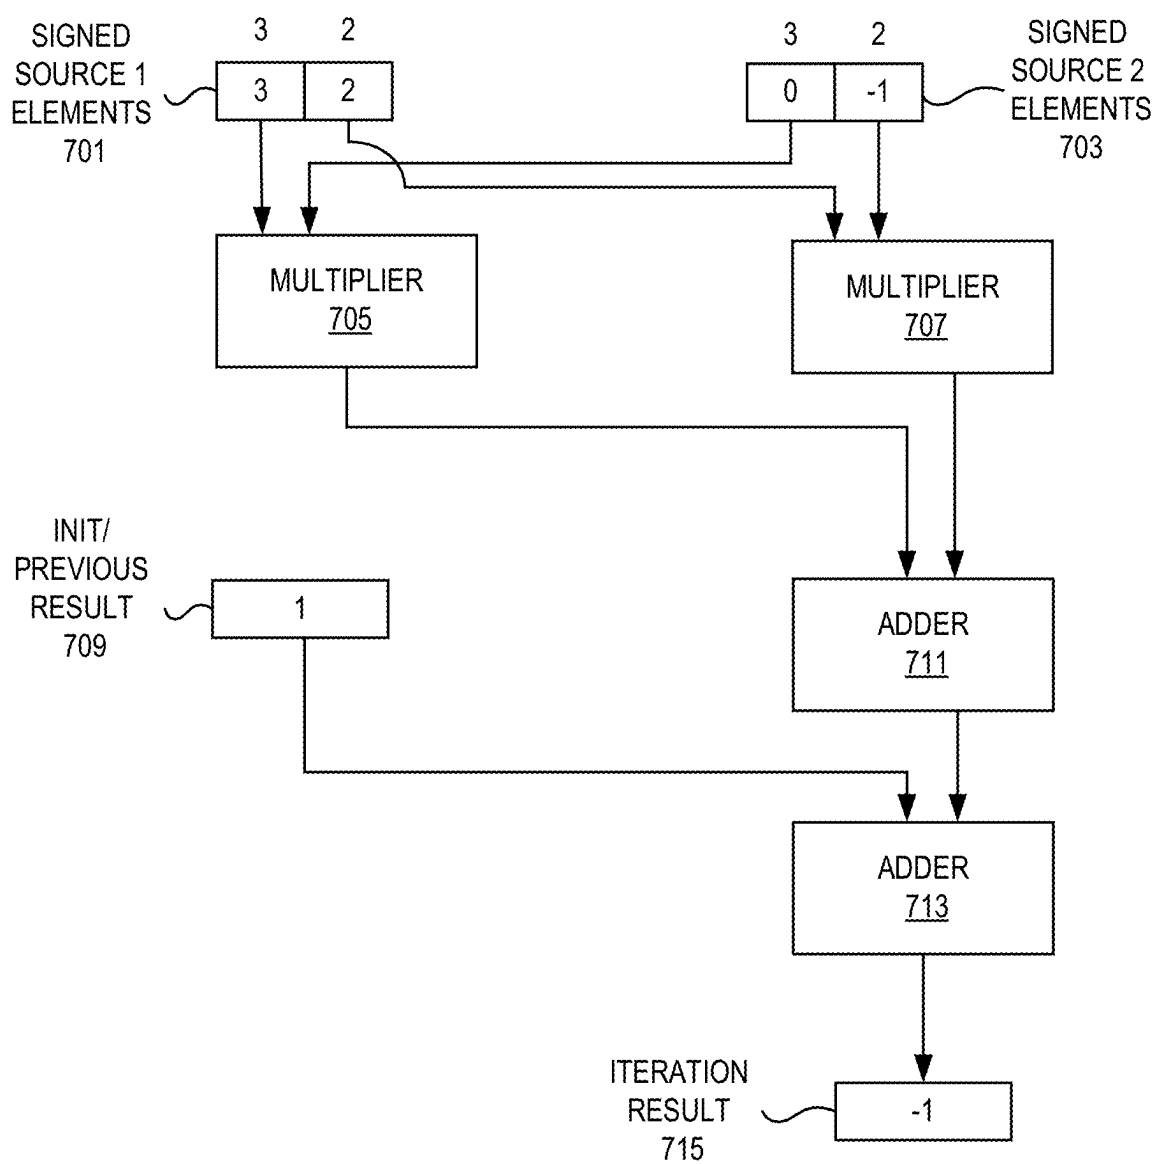 SIGNED
SOURCE 1
ELEMENTS
701
3 2
3 2
3 2
0 -1
SIGNED
SOURCE 2
ELEMENTS
703
MULTIPLIER
705
MULTIPLIER
707
INIT/
PREVIOUS
RESULT
709
1
ADDER
711
ADDER
713
ITERATION
RESULT
715
-1